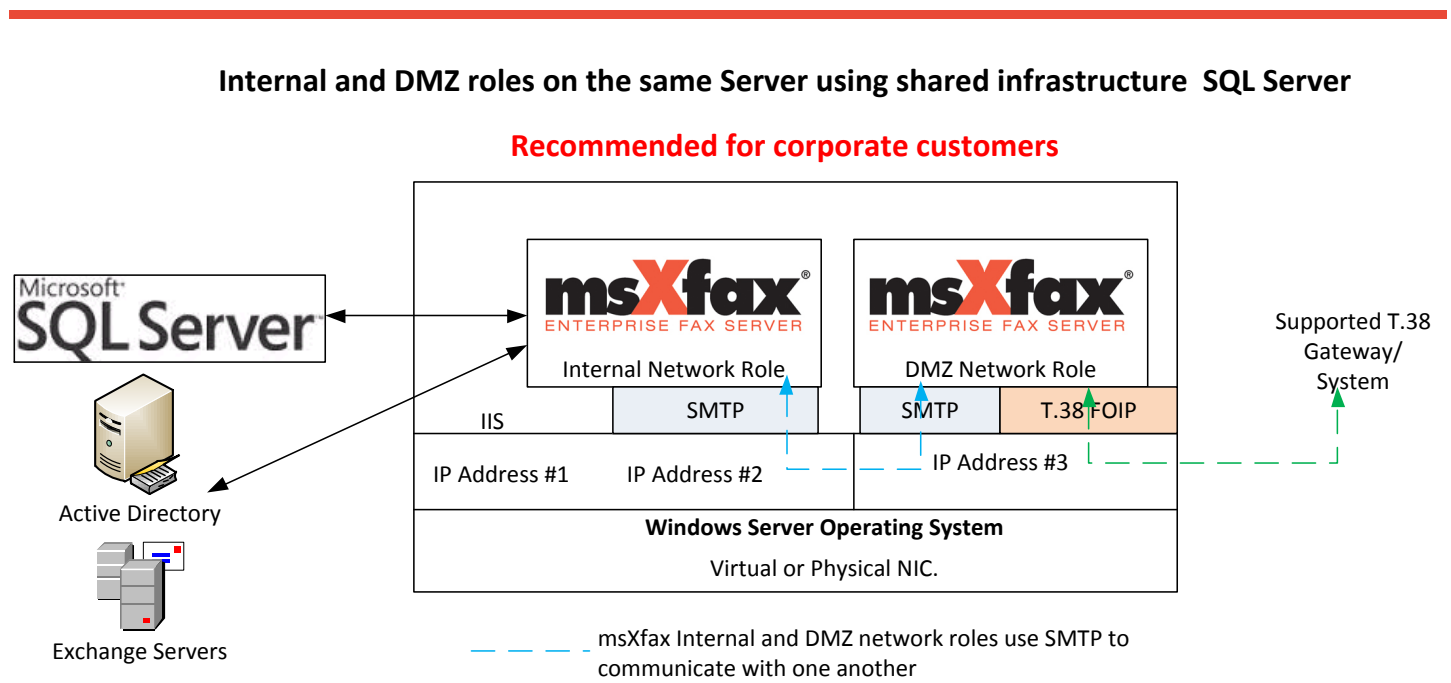 Internal and DMZ roles on the same Server using shared infrastructure  SQL Server
Recommended for corporate customers
Microsoft®
SQL Server™
Active Directory
Exchange Servers
msXfax®
ENTERPRISE FAX SERVER
Internal Network Role
msXfax®
ENTERPRISE FAX SERVER
DMZ Network Role
IIS
SMTP
SMTP
T.38 FOIP
IP Address #1
IP Address #2
IP Address #3
Windows Server Operating System
Virtual or Physical NIC.
Supported T.38
Gateway/
System
msXfax Internal and DMZ network roles use SMTP to
communicate with one another